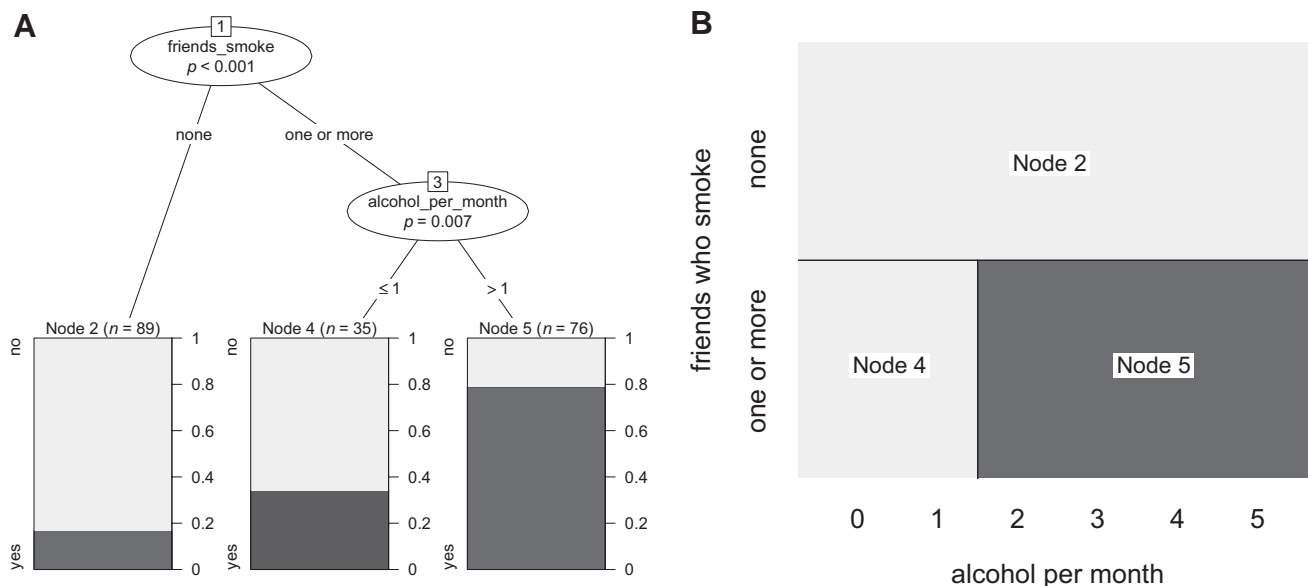 A
1
friends_smoke
p < 0.001
none
one or more
3
alcohol_per_month
p = 0.007
≤ 1
> 1
Node 2 (n = 89)
no
yes
1
0.8
0.6
0.4
0.2
0
Node 4 (n = 35)
no
yes
1
0.8
0.6
0.4
0.2
0
Node 5 (n = 76)
no
yes
1
0.8
0.6
0.4
0.2
0
B
friends who smoke
none
one or more
Node 2
Node 4
Node 5
0 1 2 3 4 5
alcohol per month